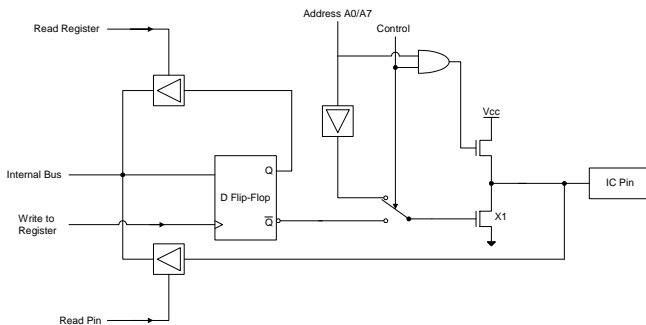 Address A0/A7
Read Register
Control
Vcc
Internal Bus
Q
D Flip-Flop
IC Pin
Write to
Register
Q
X1
Read Pin